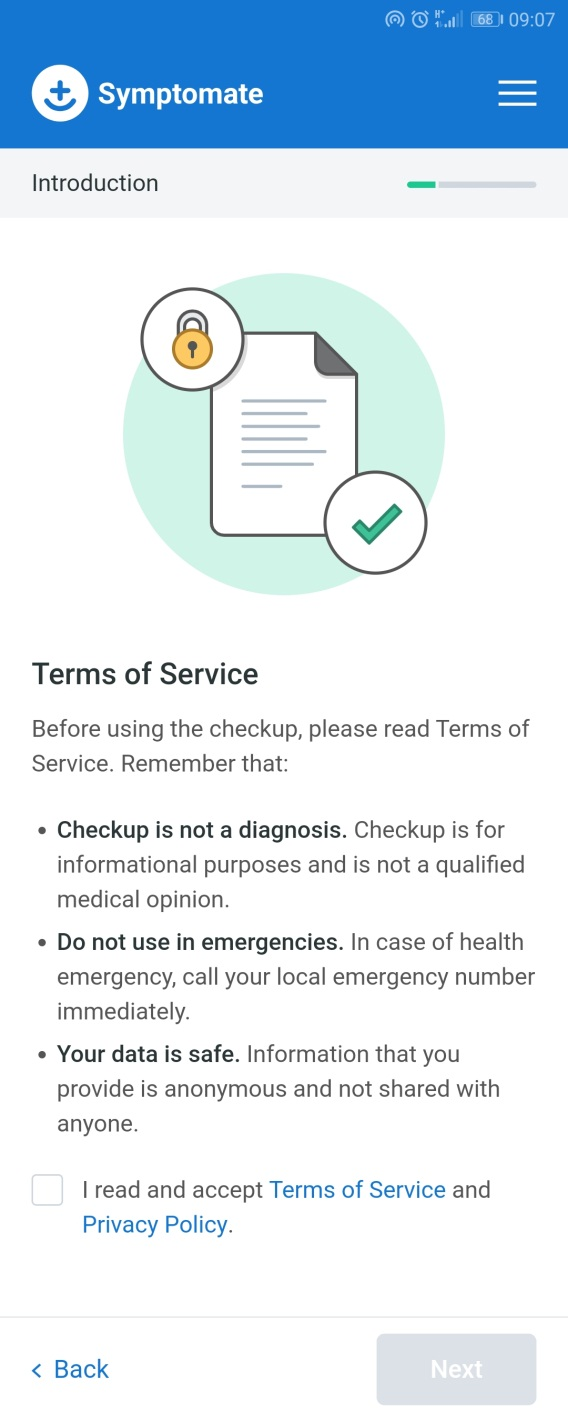 68 09:07
Symptomate
Introduction
Terms of Service
Before using the checkup, please read Terms of
Service. Remember that:
• Checkup is not a diagnosis. Checkup is for
informational purposes and is not a qualified
medical opinion.
• Do not use in emergencies. In case of health
emergency, call your local emergency number
immediately.
• Your data is safe. Information that you
provide is anonymous and not shared with
anyone.
I read and accept Terms of Service and
Privacy Policy.
< Back
Next